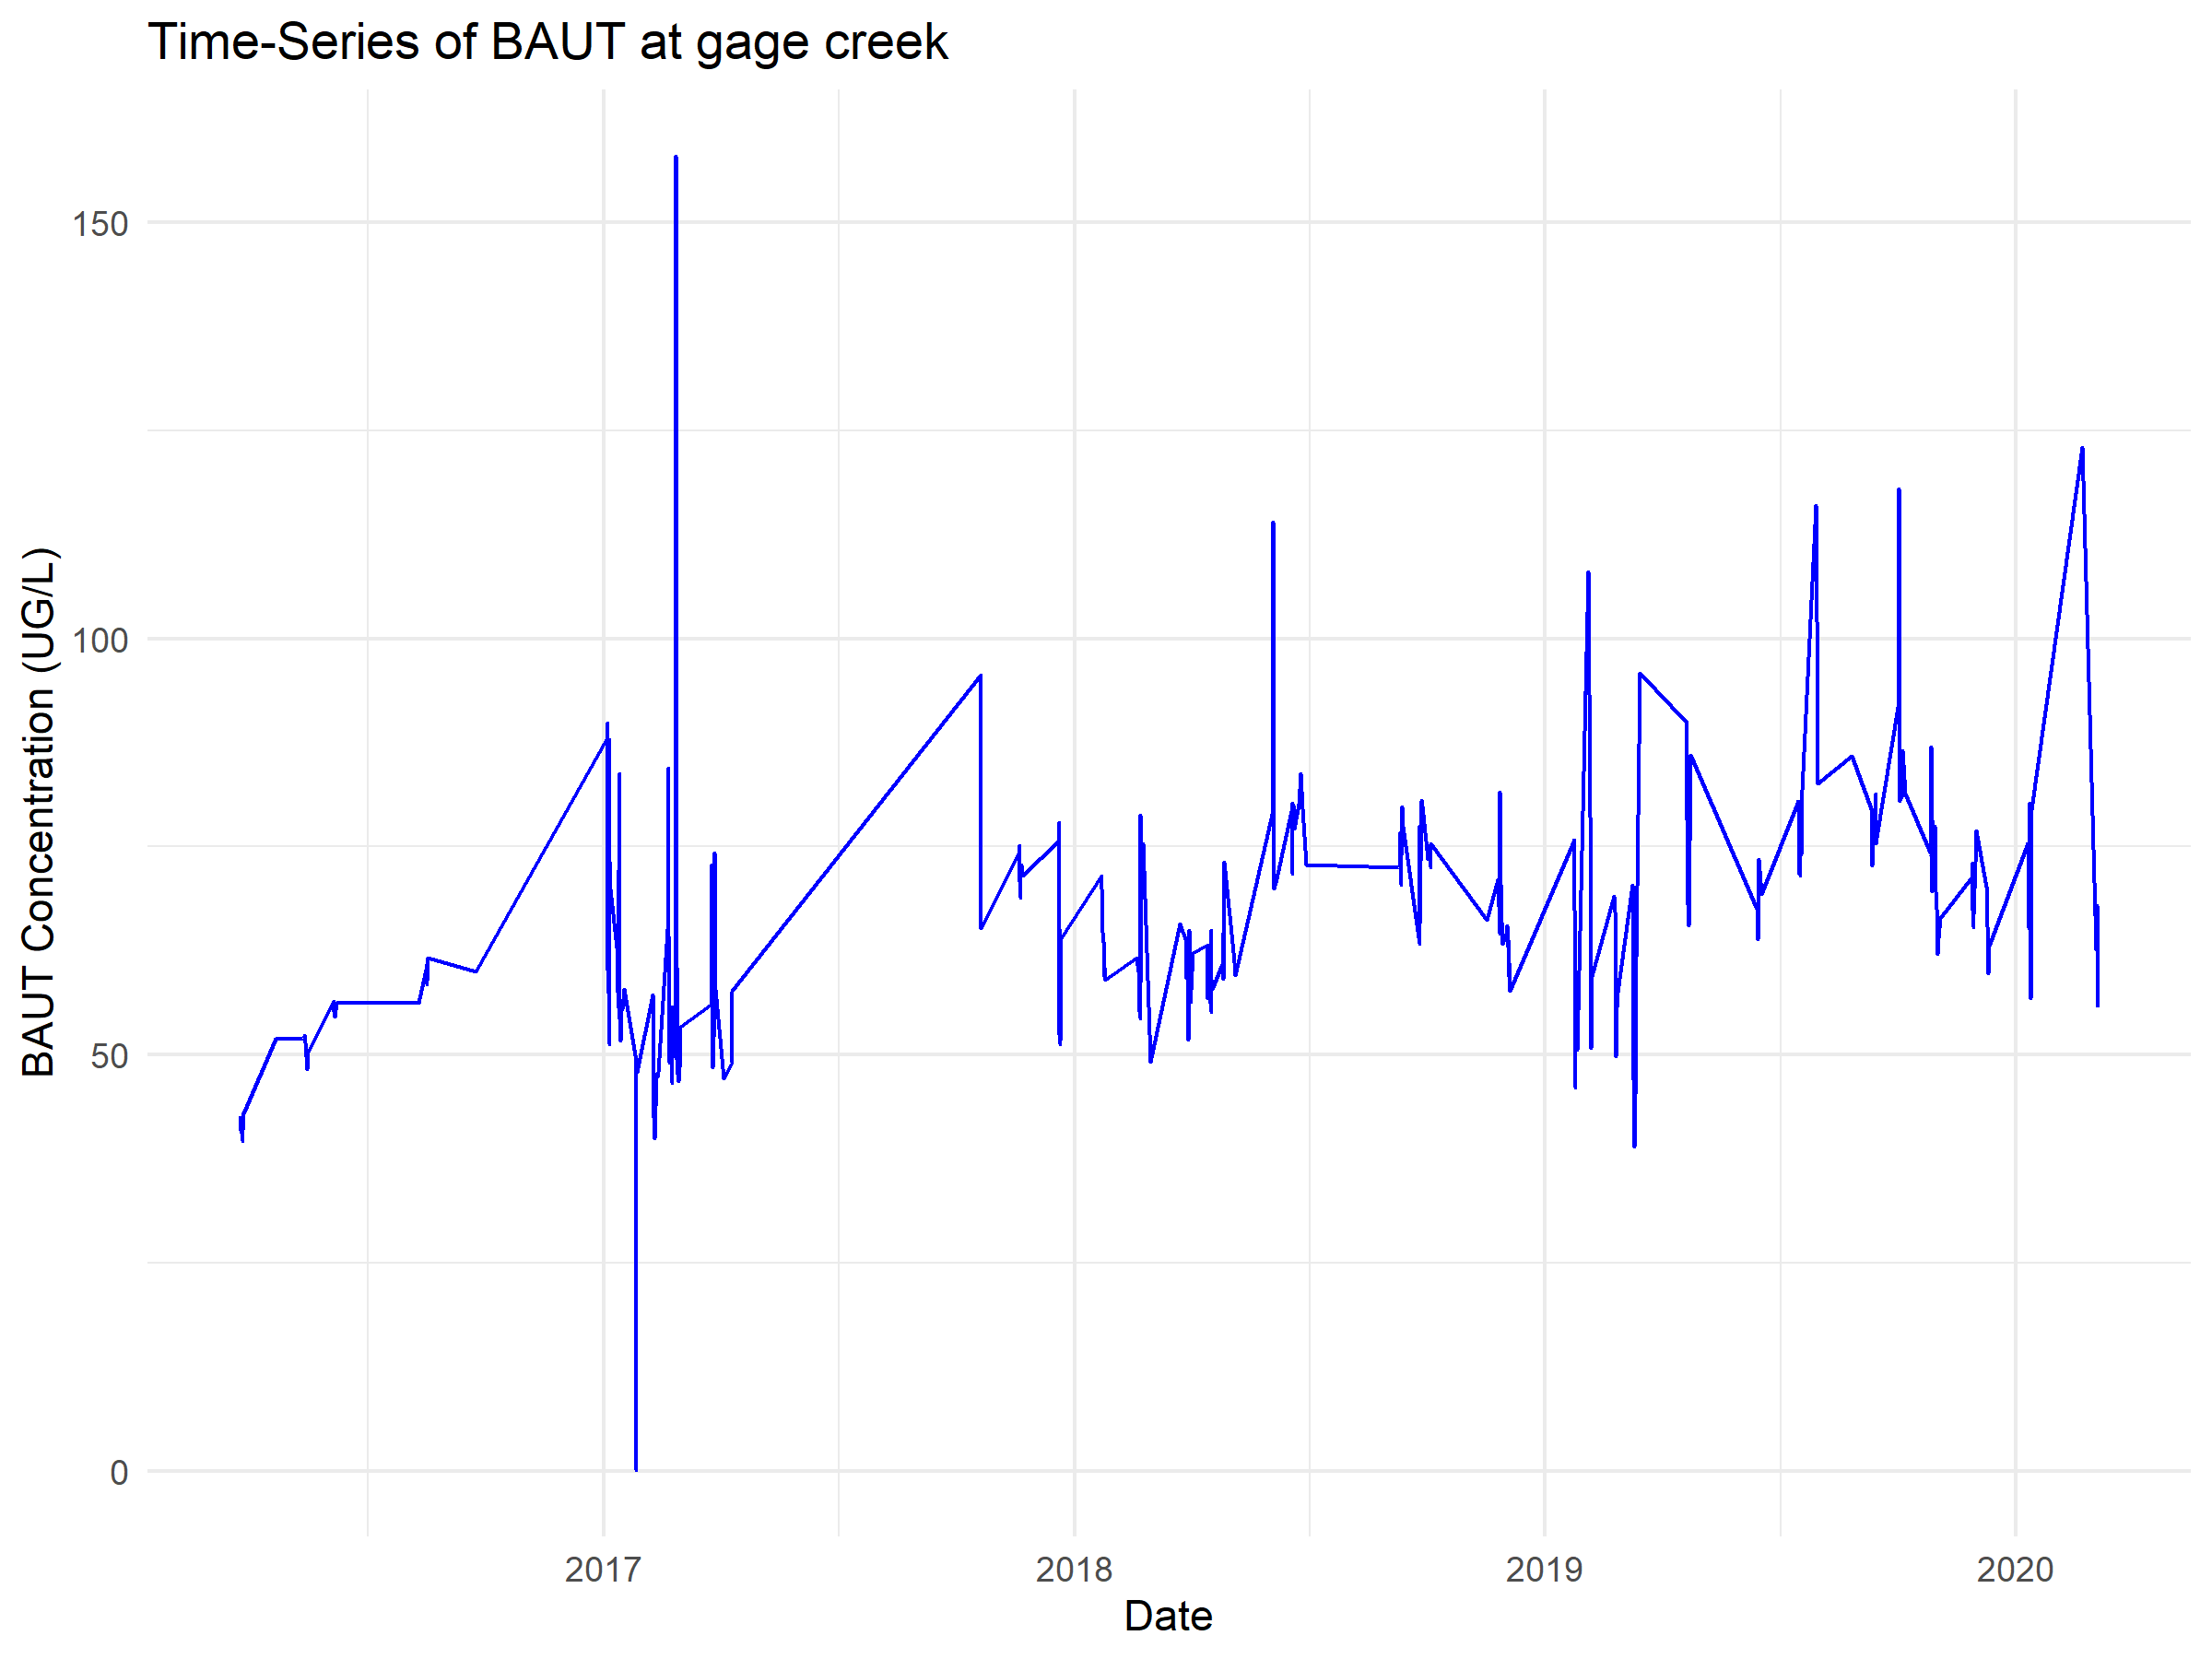 Time-Series of BAUT at gage creek
BAUT Concentration (UG/L)
150
100
50
0
2017 2018 2019 2020
Date